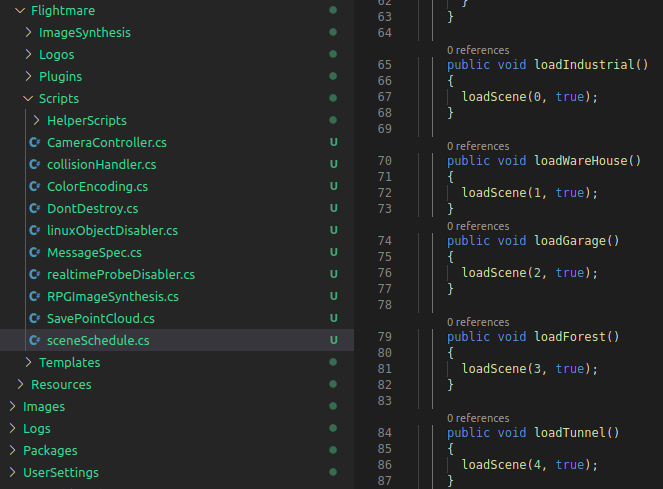 Flightmare
ImageSynthesis
Logos
Plugins
Scripts
HelperScripts
C# CameraController.cs U
C# collisionHandler.cs U
C# ColorEncoding.cs U
C# DontDestroy.cs U
C# linuxObjectDisabler.cs U
C# MessageSpec.cs U
C# realtimeProbeDisabler.cs U
C# RPGImageSynthesis.cs U
C# SavePointCloud.cs U
C# sceneSchedule.cs U
Templates
Resources
Images
Logs
Packages
UserSettings
62 }
63 }
64
0 references
65 public void loadIndustrial()
66 {
67 loadScene(0, true);
68 }
69
0 references
70 public void loadWareHouse()
71 {
72 loadScene(1, true);
73 }
0 references
74 public void loadGarage()
75 {
76 loadScene(2, true);
77 }
78
0 references
79 public void loadForest()
80 {
81 loadScene(3, true);
82 }
83
0 references
84 public void loadTunnel()
85 {
86 loadScene(4, true);
87 }